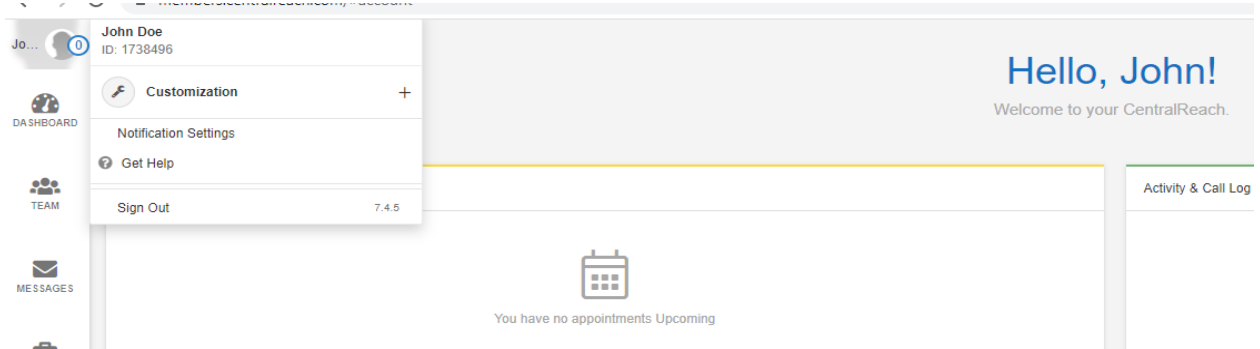 Jo... 0
John Doe
ID: 1738496
Customization +
Notification Settings
Get Help
Sign Out 7.4.5
DASHBOARD
TEAM
MESSAGES
Hello, John!
Welcome to your CentralReach.
Activity & Call Log
You have no appointments Upcoming